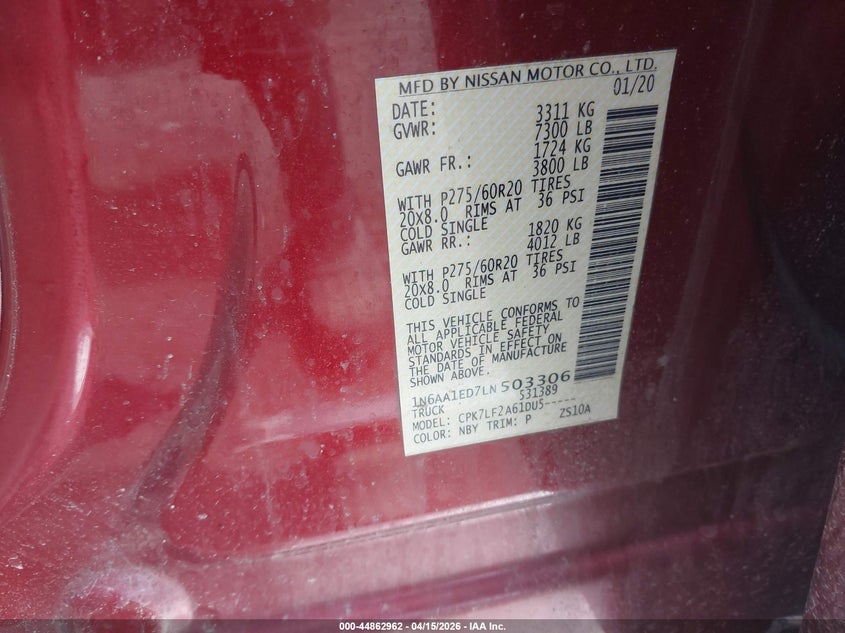 MFD BY NISSAN MOTOR CO., LTD.
DATE: 01/20
GVWR: 3311 KG
7300 LB
GAWR FR.: 1724 KG
3800 LB
WITH P275/60R20 TIRES
20X8.0 RIMS AT 36 PSI
COLD SINGLE
GAWR RR.: 1820 KG
4012 LB
WITH P275/60R20 TIRES
20X8.0 RIMS AT 36 PSI
COLD SINGLE
THIS VEHICLE CONFORMS TO
ALL APPLICABLE FEDERAL
MOTOR VEHICLE SAFETY
STANDARDS IN EFFECT ON
THE DATE OF MANUFACTURE
SHOWN ABOVE.
1N6AA1ED7LN503306
TRUCK 531389
MODEL: CPK7LF2A61DU5-----
COLOR: NBY TRIM: P ZS10A
000-44862962 - 04/15/2026 - IAA Inc.